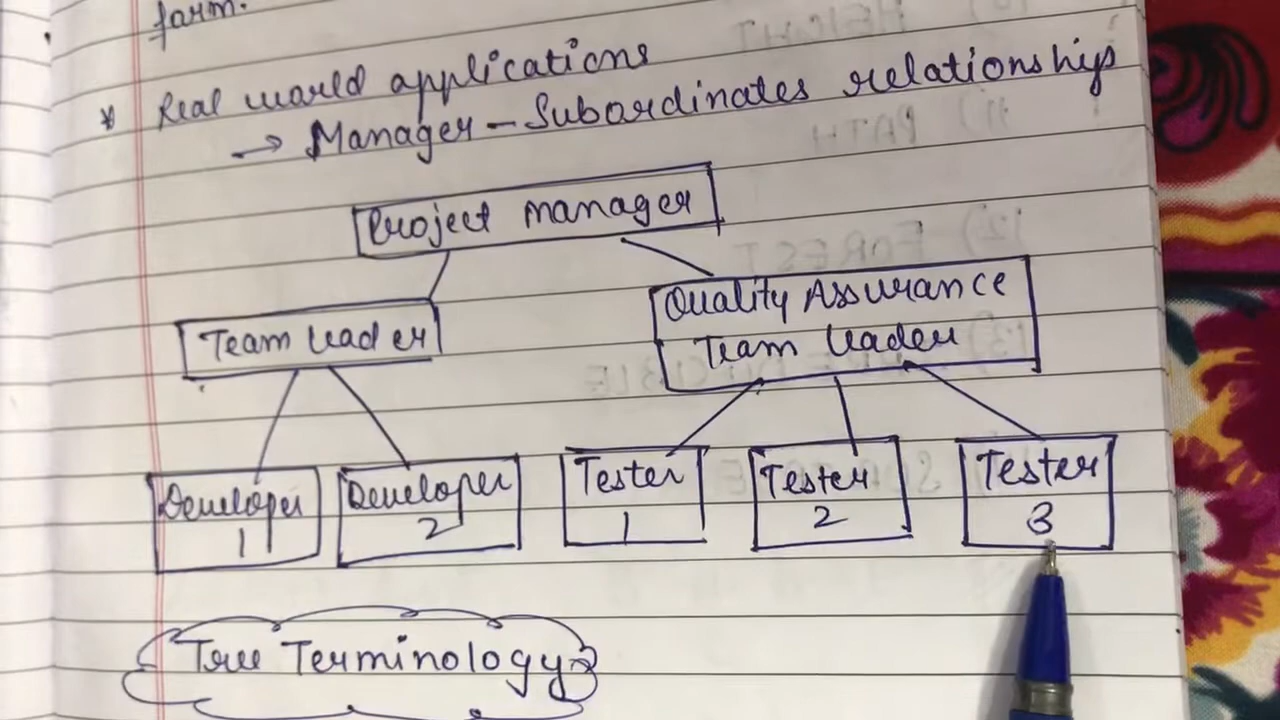 farm.
* Real world applications
→ Manager - Subordinates relationships
Project Manager
Team leader
Quality Assurance
Team leader
Developer
1
Developer
2
Tester
1
Tester
2
Tester
3
Tree Terminology